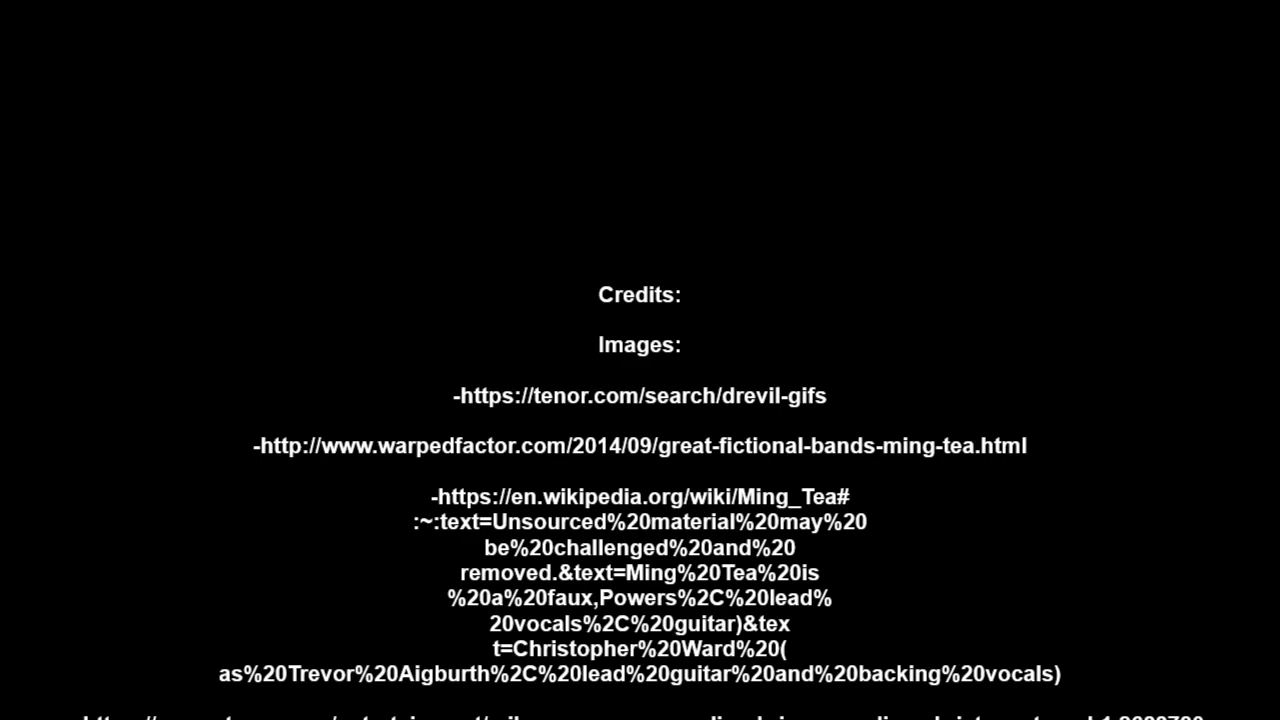 Credits:
Images:
-https://tenor.com/search/drevil-gifs
-http://www.warpedfactor.com/2014/09/great-fictional-bands-ming-tea.html
-https://en.wikipedia.org/wiki/Ming_Tea#
:~:text=Unsourced%20material%20may%20
be%20challenged%20and%20
removed.&text=Ming%20Tea%20is
%20a%20faux,Powers%2C%20lead%
20vocals%2C%20guitar)&tex
t=Christopher%20Ward%20(
as%20Trevor%20Aigburth%2C%20lead%20guitar%20and%20backing%20vocals)